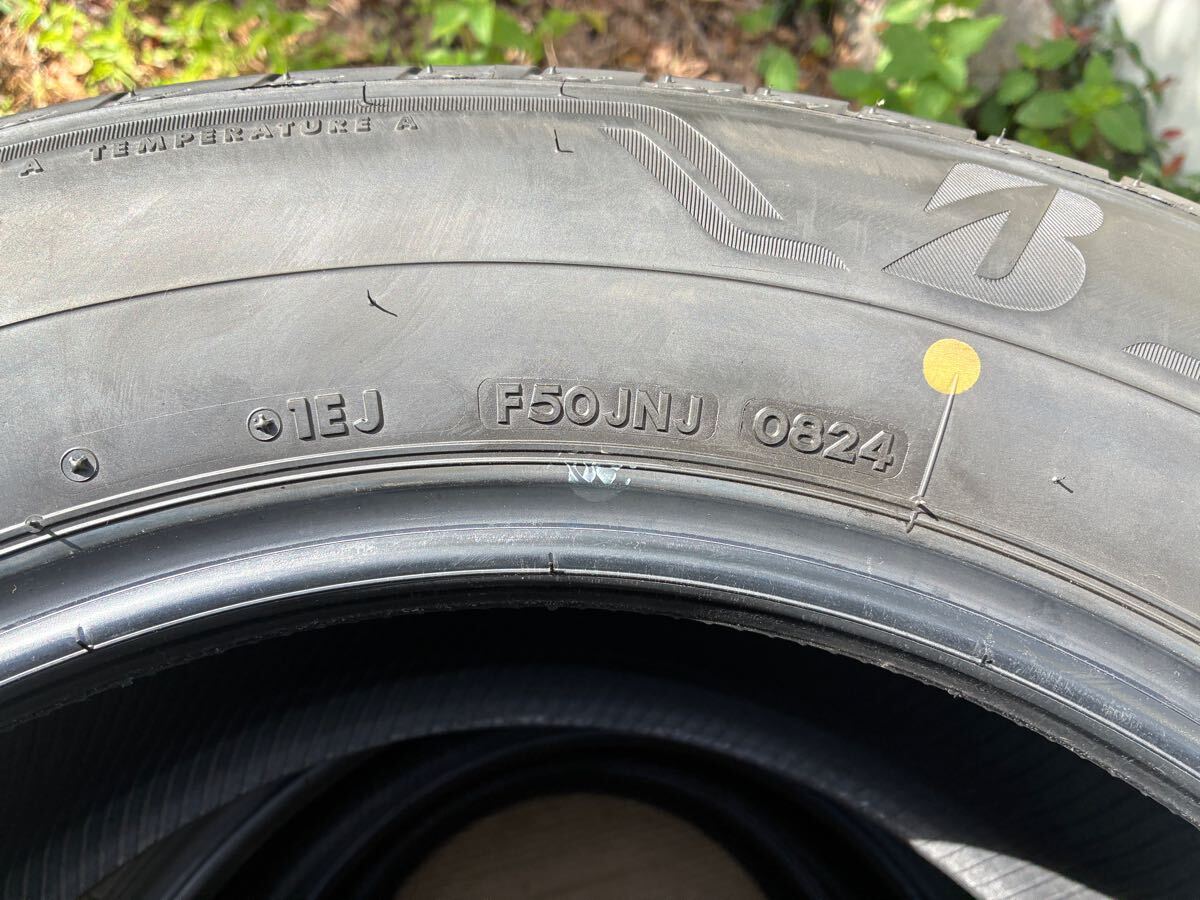 A TEMPERATURE A
B
1EJ F50JNJ 0824